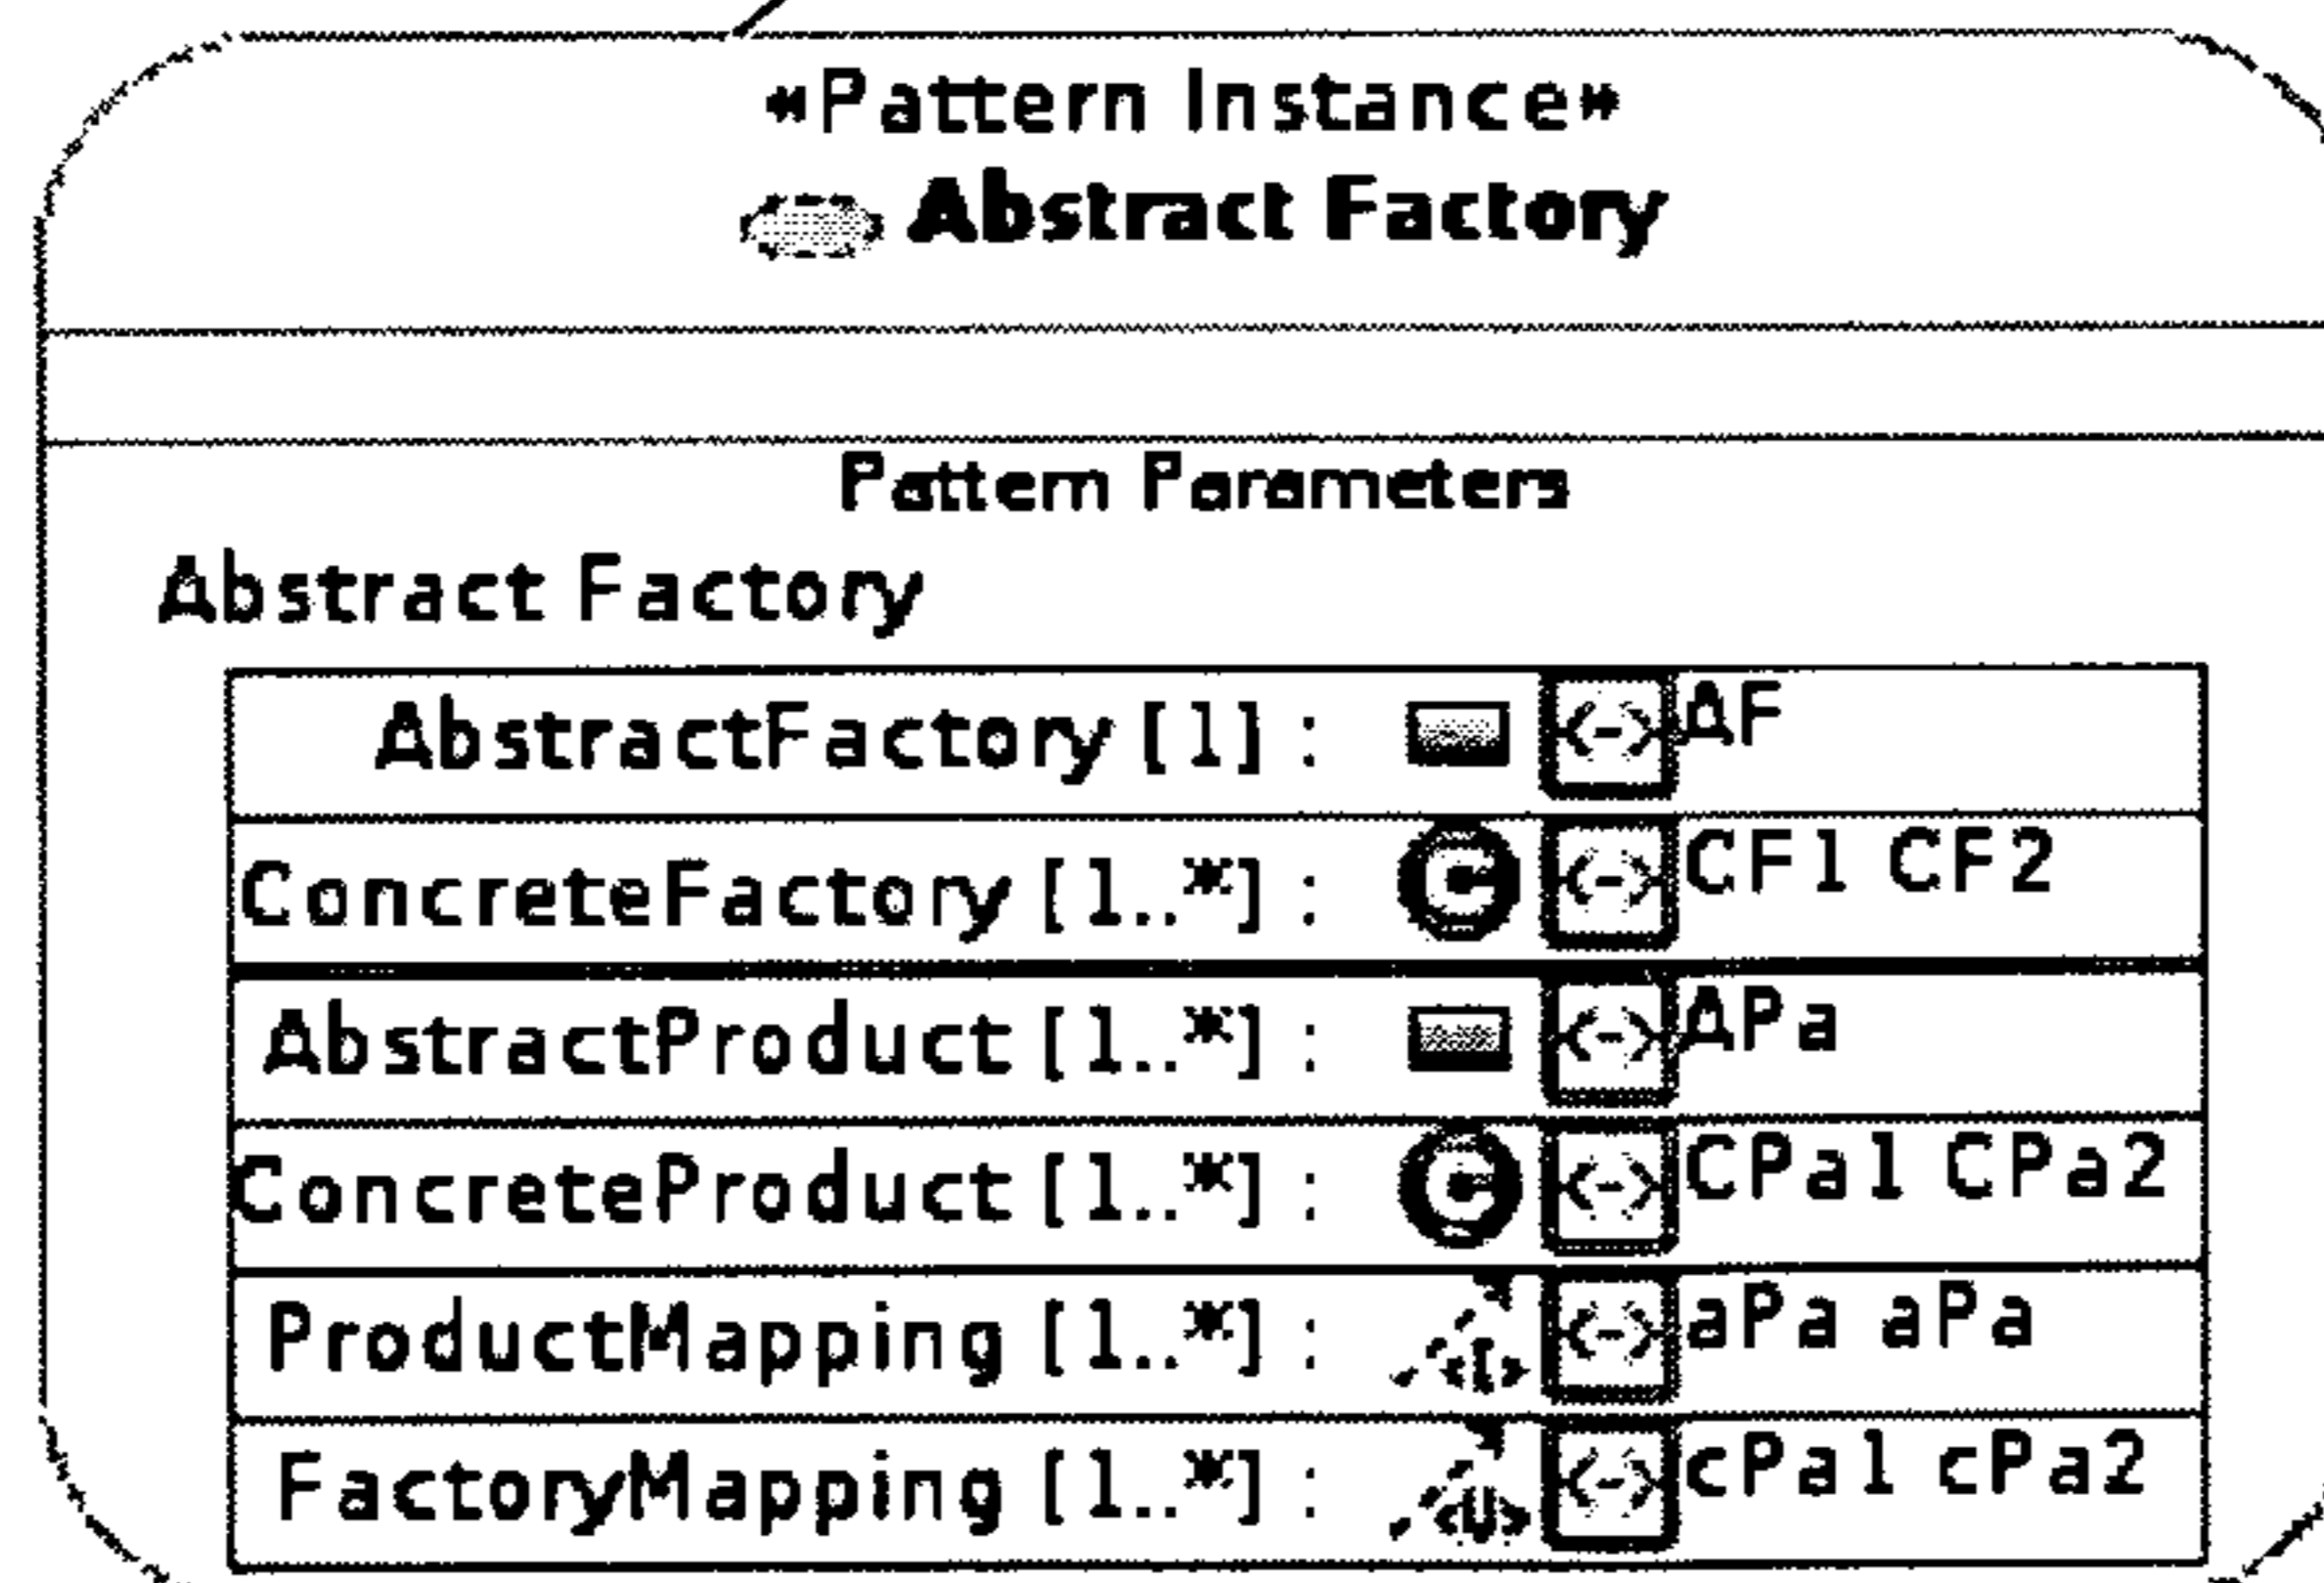 «Pattern Instance»
Abstract Factory
Pattern Parameters
Abstract Factory
AbstractFactory [1] : <-> AF
ConcreteFactory [1..*] : <-> CF1 CF2
AbstractProduct [1..*] : <-> APa
ConcreteProduct [1..*] : <-> CPa1 CPa2
ProductMapping [1..*] : <-> aPa aPa
FactoryMapping [1..*] : <-> cPa1 cPa2